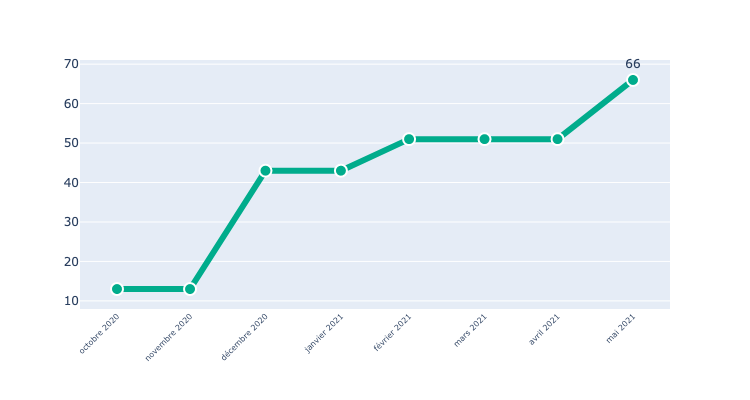 66
70
60
50
40
30
20
10
octobre 2020
novembre 2020
décembre 2020
janvier 2021
février 2021
mars 2021
avril 2021
mai 2021